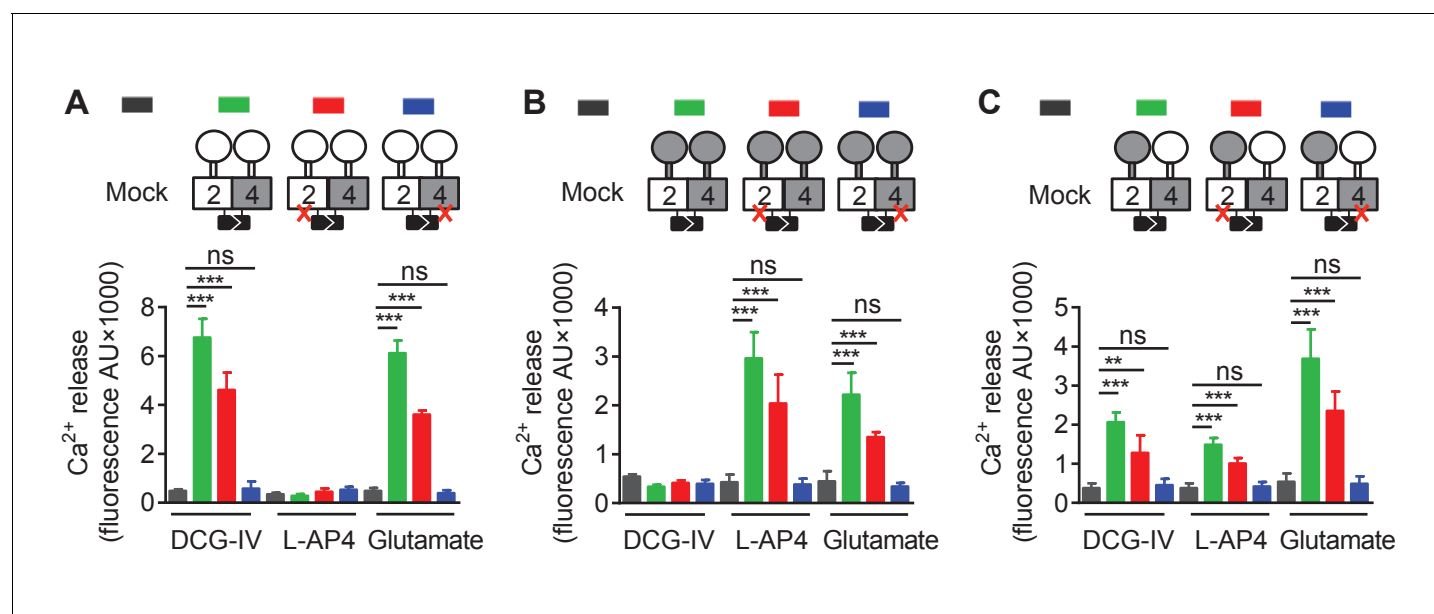 A
Mock
2 4
2 4
2 4
Ca2+ release
(fluorescence AU×1000)
8
6
4
2
0
ns
***
***
ns
***
***
DCG-IV L-AP4 Glutamate
B
Mock
2 4
2 4
2 4
Ca2+ release
(fluorescence AU×1000)
4
3
2
1
0
ns
***
***
ns
***
***
DCG-IV L-AP4 Glutamate
C
Mock
2 4
2 4
2 4
Ca2+ release
(fluorescence AU×1000)
5
4
3
2
1
0
ns
**
***
ns
***
***
ns
***
***
DCG-IV L-AP4 Glutamate